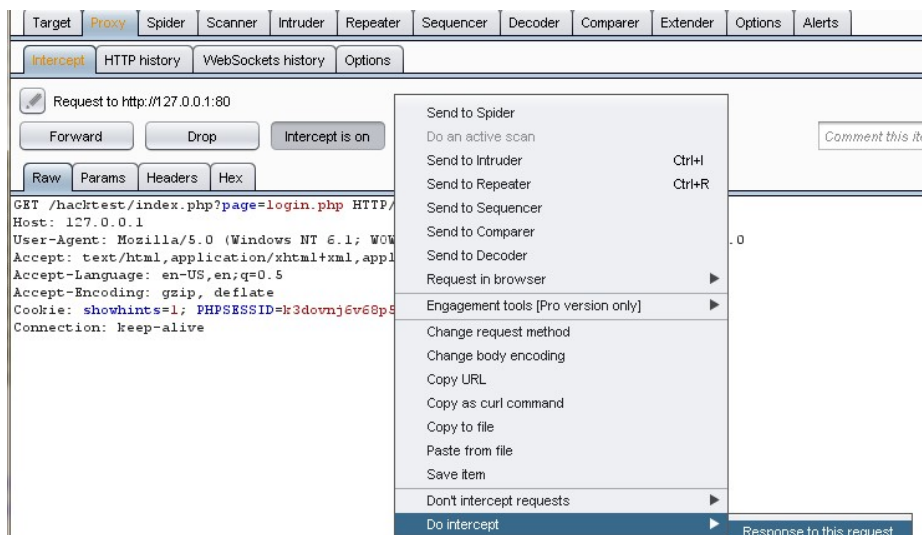 Target Proxy Spider Scanner Intruder Repeater Sequencer Decoder Comparer Extender Options Alerts
Intercept HTTP history WebSockets history Options
Request to http://127.0.0.1:80
Forward Drop Intercept is on Comment this
Raw Params Headers Hex
GET /hacktest/index.php?page=login.php HTTP/
Host: 127.0.0.1
User-Agent: Mozilla/5.0 (Windows NT 6.1; WOW .0
Accept: text/html,application/xhtml+xml,appl
Accept-Language: en-US,en;q=0.5
Accept-Encoding: gzip, deflate
Cookie: showhints=1; PHPSESSID=k3dovnj6v68p5
Connection: keep-alive
Send to Spider
Do an active scan
Send to Intruder Ctrl+I
Send to Repeater Ctrl+R
Send to Sequencer
Send to Comparer
Send to Decoder
Request in browser
Engagement tools [Pro version only]
Change request method
Change body encoding
Copy URL
Copy as curl command
Copy to file
Paste from file
Save item
Don't intercept requests
Do intercept
Response to this request